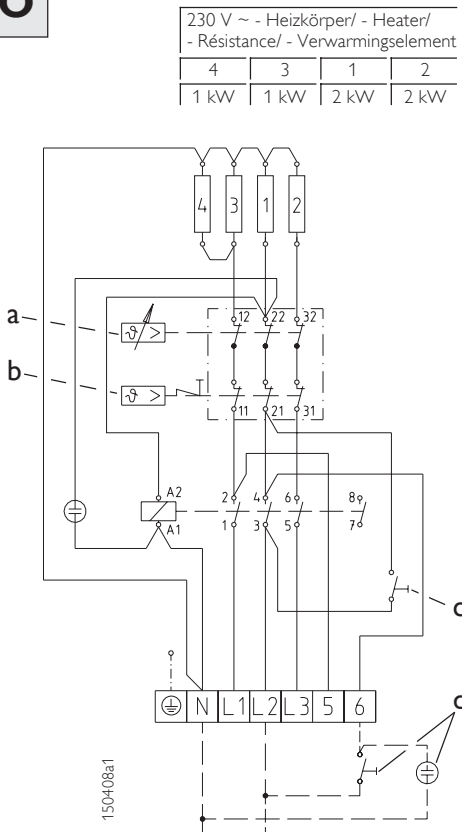 230 V ~ - Heizkörper/ - Heater/
- Résistance/ - Verwarmingselement
4 3 1 2
1 kW 1 kW 2 kW 2 kW
4 3 1 2
a
12 22 32
ϑ >
b
ϑ >
11 21 31
A2
2 4 6 8
A1
1 3 5 7
N L1 L2 L3 5 6
150408a1